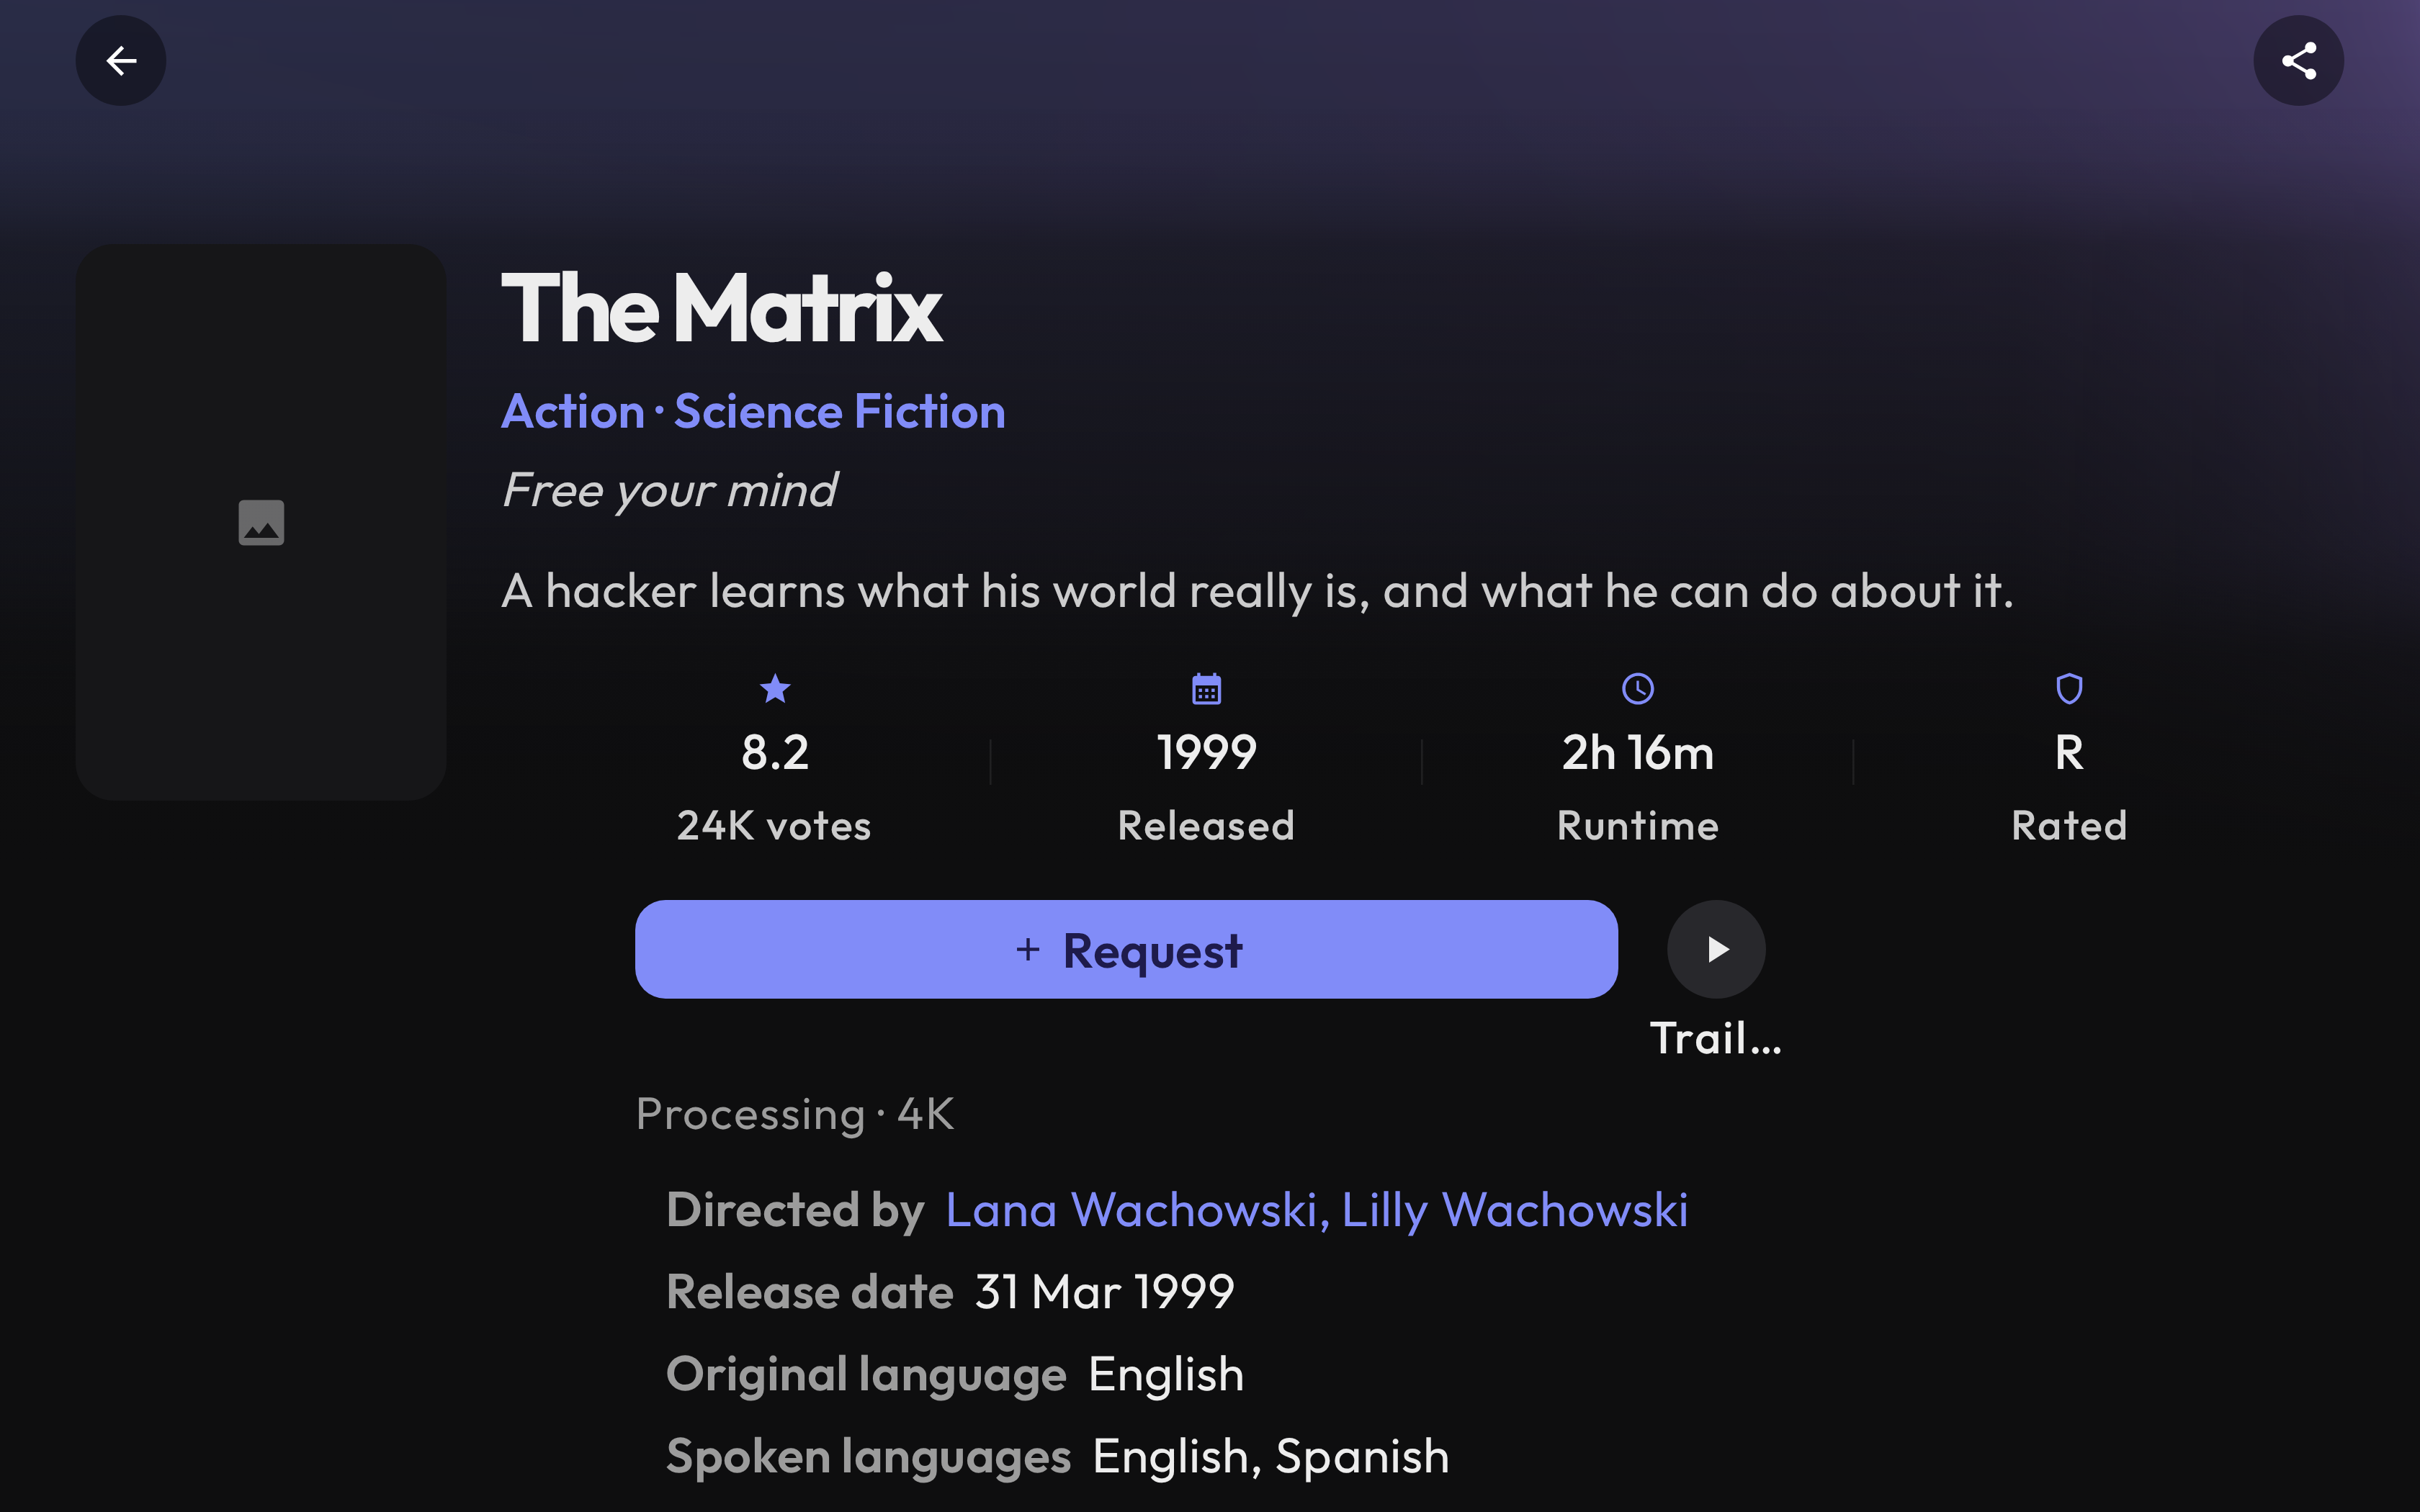 The Matrix
Action · Science Fiction
Free your mind
A hacker learns what his world really is, and what he can do about it.
8.2 1999 2h 16m R
24K votes Released Runtime Rated
+ Request
Trail...
Processing · 4K
Directed by Lana Wachowski, Lilly Wachowski
Release date 31 Mar 1999
Original language English
Spoken languages English, Spanish